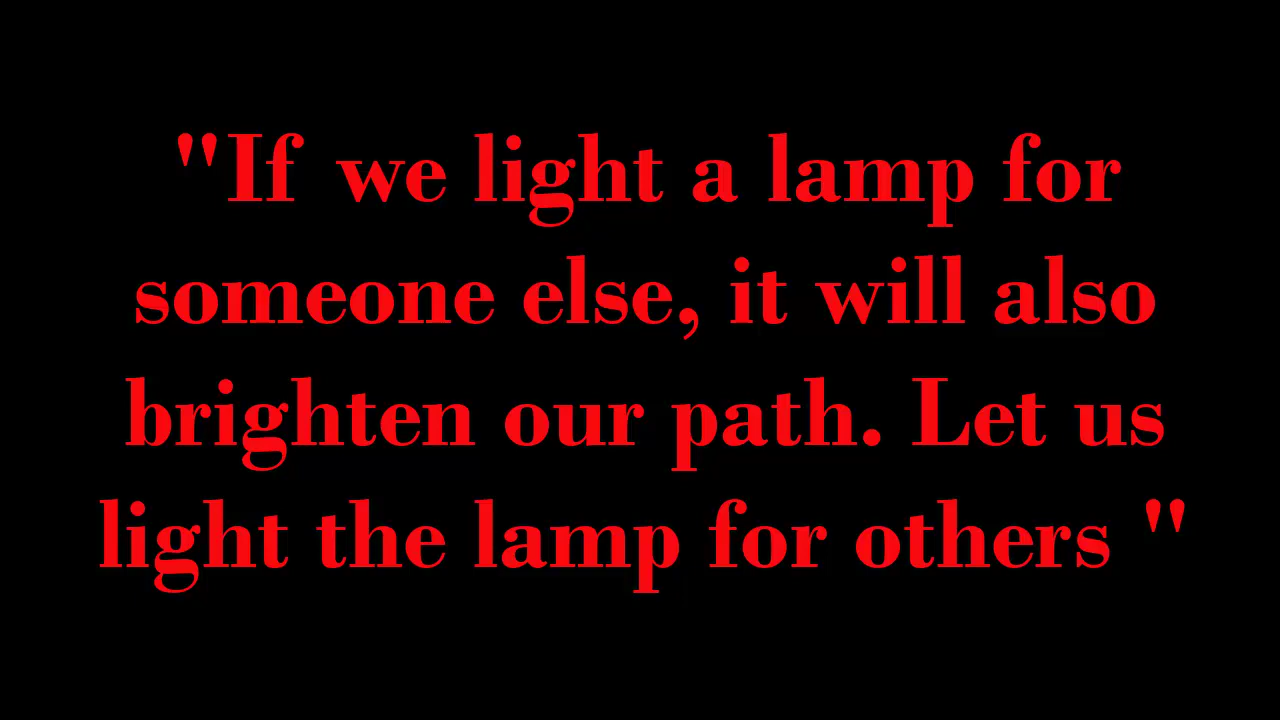 "If we light a lamp for
someone else, it will also
brighten our path. Let us
light the lamp for others "